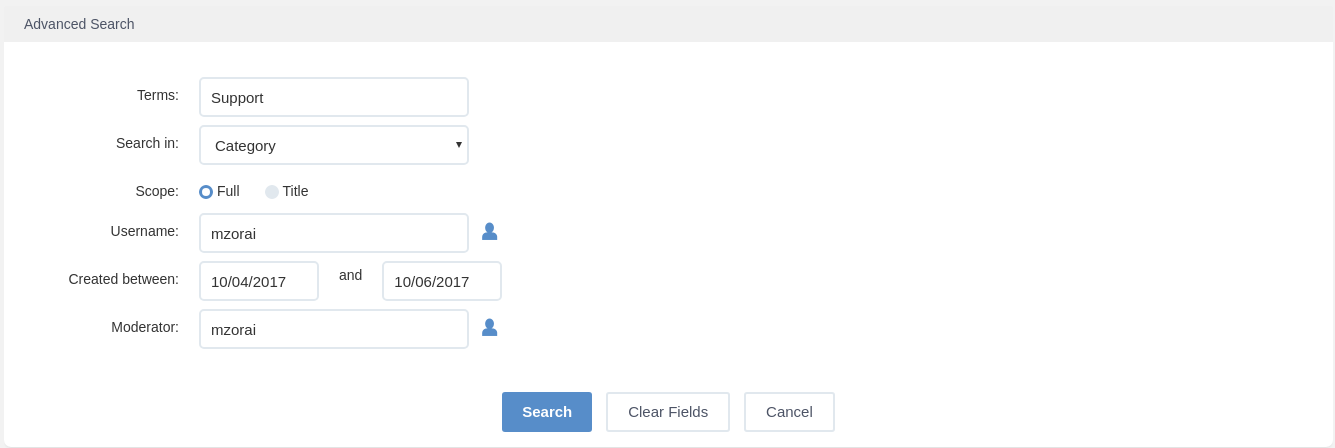 Advanced Search
Terms: Support
Search in: Category
Scope: Full Title
Username: mzorai
Created between: 10/04/2017 and 10/06/2017
Moderator: mzorai
Search Clear Fields Cancel